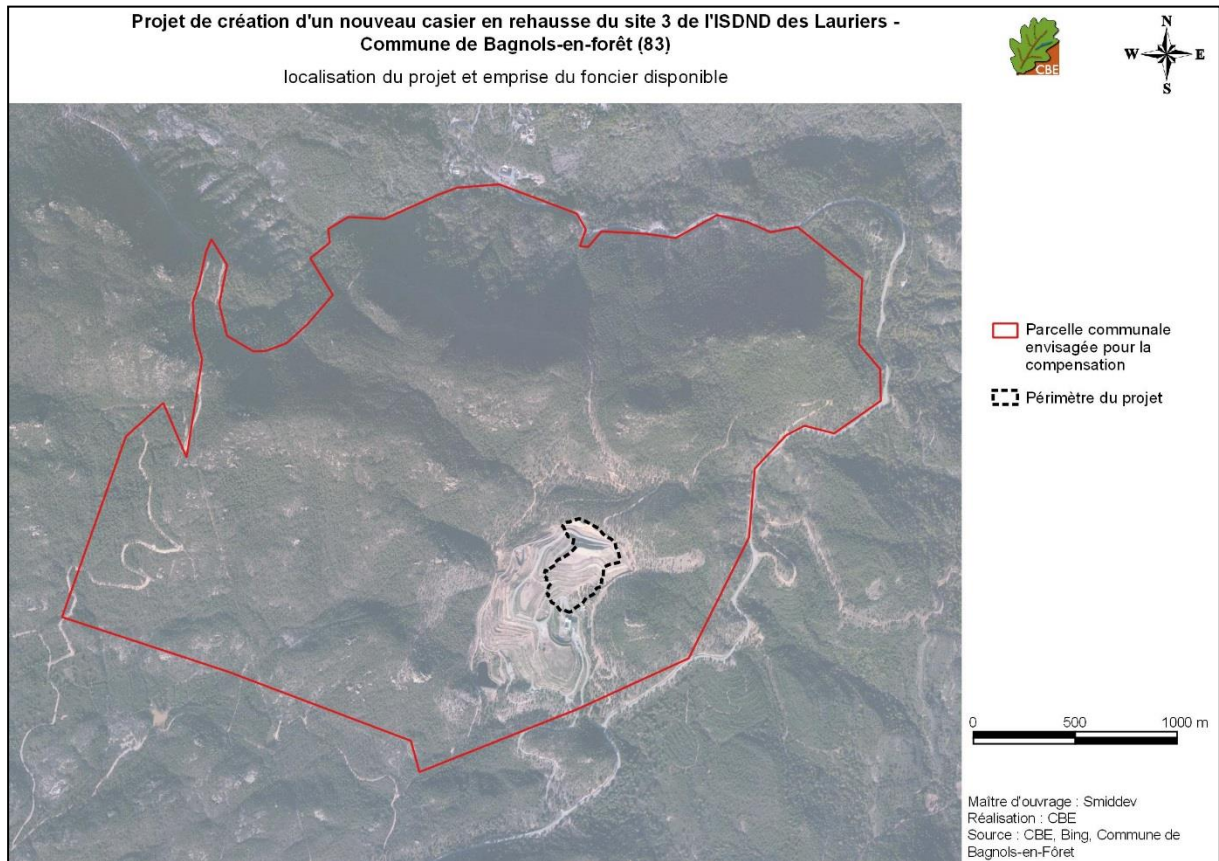 Projet de création d'un nouveau casier en rehausse du site 3 de l'ISDND des Lauriers -
Commune de Bagnols-en-forêt (83)
localisation du projet et emprise du foncier disponible
CBE
N
W E
S
Parcelle communale
envisagée pour la
compensation
Périmètre du projet
0 500 1000 m
Maître d'ouvrage : Smiddev
Réalisation : CBE
Source : CBE, Bing, Commune de
Bagnols-en-Fôret